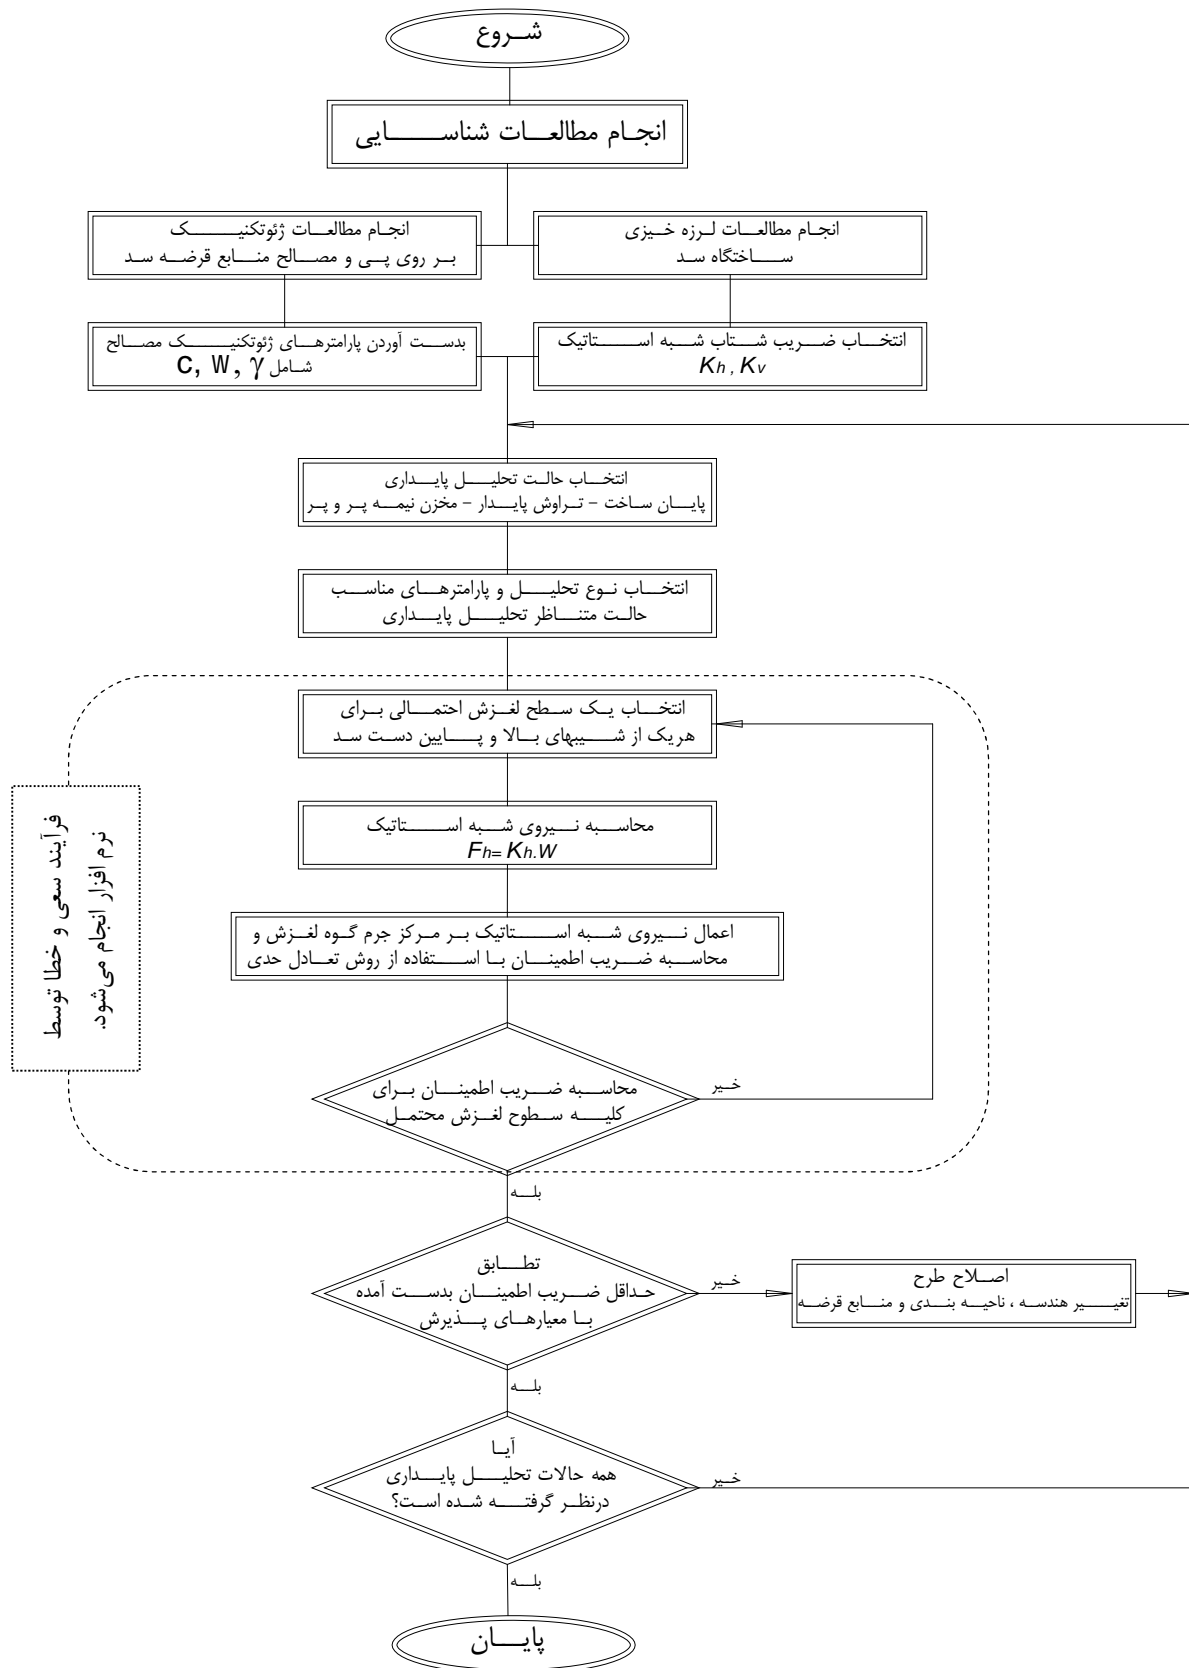 شروع
انجام مطالعات شناسایی
انجام مطالعات لرزه خیزی
ساختگاه سد
انجام مطالعات ژئوتکنیک
بر روی پی و مصالح منابع قرضه سد
انتخاب ضریب شتاب شبه استاتیک
Kh , Kv
بدست آوردن پارامترهای ژئوتکنیک مصالح
شامل C, W, γ
انتخاب حالت تحلیل پایداری
پایان ساخت - تراوش پایدار - مخزن نیمه پر و پر
انتخاب نوع تحلیل و پارامترهای مناسب
حالت متناظر تحلیل پایداری
انتخاب یک سطح لغزش احتمالی برای
هریک از شیبهای بالا و پایین دست سد
محاسبه نیروی شبه استاتیک
Fh= Kh.W
اعمال نیروی شبه استاتیک بر مرکز جرم گوه لغزش و
محاسبه ضریب اطمینان با استفاده از روش تعادل حدی
فرآیند سعی و خطا توسط
نرم افزار انجام می‌شود.
محاسبه ضریب اطمینان برای
کلیه سطوح لغزش محتمل
خیر
بله
تطابق
حداقل ضریب اطمینان بدست آمده
با معیارهای پذیرش
خیر
اصلاح طرح
تغییر هندسه ، ناحیه بندی و منابع قرضه
بله
آیا
همه حالات تحلیل پایداری
درنظر گرفته شده است؟
خیر
بله
پایان